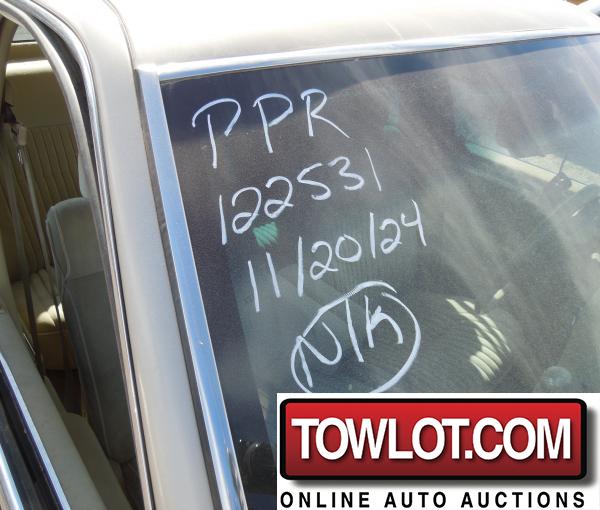 PPR
122531
11/20/24
N/K
TOWLOT.COM
ONLINE AUTO AUCTIONS